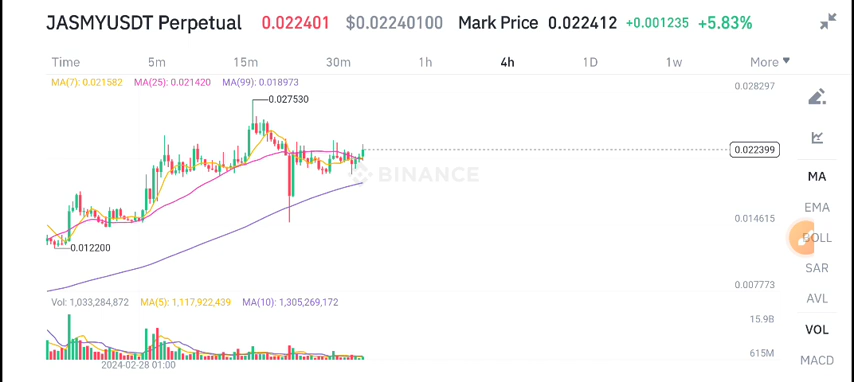 JASMYUSDT Perpetual 0.022401 $0.02240100 Mark Price 0.022412 +0.001235 +5.83%
Time 5m 15m 30m 1h 4h 1D 1w More
MA(7): 0.021582 MA(25): 0.021420 MA(99): 0.018973
0.028297
0.027530
0.022399
MA
BINANCE
EMA
0.014615
BOLL
0.012200
SAR
0.007773
Vol: 1,033,284,872 MA(5): 1,117,922,439 MA(10): 1,305,269,172
AVL
15.9B
VOL
615M
MACD
2024-02-28 01:00